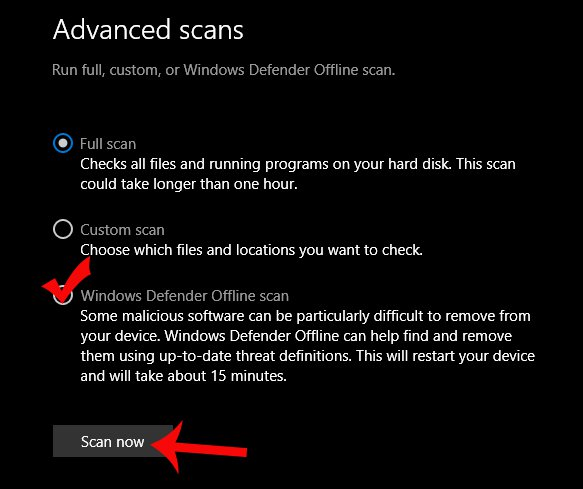 Advanced scans
Run full, custom, or Windows Defender Offline scan.
Full scan
Checks all files and running programs on your hard disk. This scan
could take longer than one hour.
Custom scan
Choose which files and locations you want to check.
Windows Defender Offline scan
Some malicious software can be particularly difficult to remove from
your device. Windows Defender Offline can help find and remove
them using up-to-date threat definitions. This will restart your device
and will take about 15 minutes.
Scan now